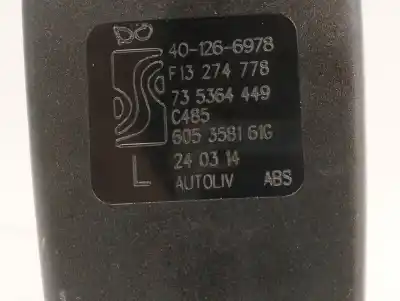 40-126-6978
F13 274 778
73 5364 449
C485
605 3581 61G
L 24 03 14
AUTOLIV ABS